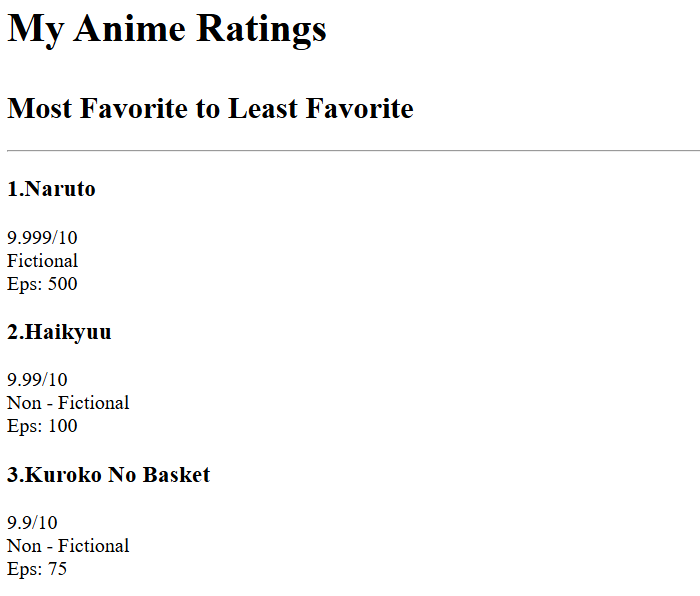 My Anime Ratings
Most Favorite to Least Favorite
1.Naruto
9.999/10
Fictional
Eps: 500
2.Haikyuu
9.99/10
Non - Fictional
Eps: 100
3.Kuroko No Basket
9.9/10
Non - Fictional
Eps: 75